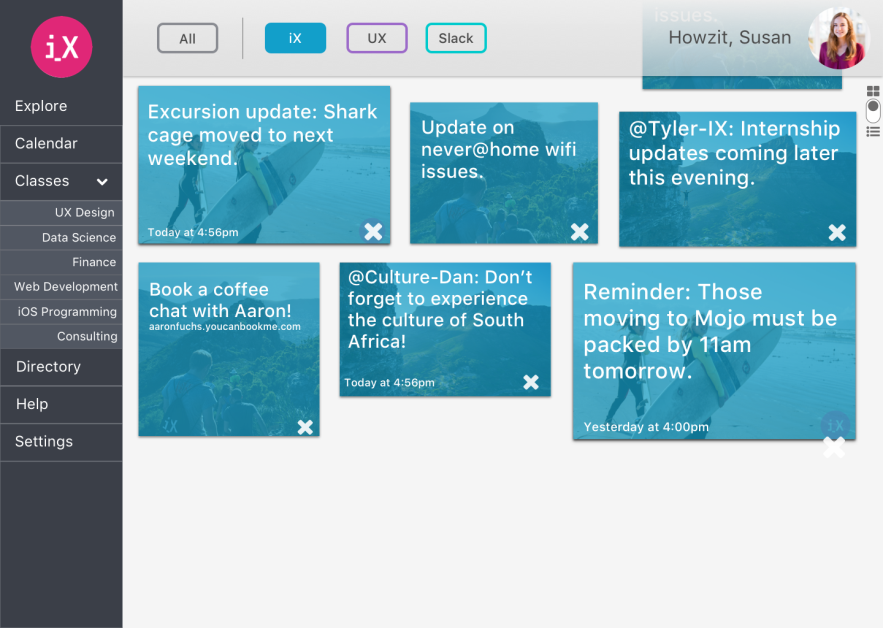 iX
Explore
Calendar
Classes
UX Design
Data Science
Finance
Web Development
iOS Programming
Consulting
Directory
Help
Settings
All
iX
UX
Slack
issues.
Howzit, Susan
Excursion update: Shark
cage moved to next
weekend.
Today at 4:56pm
Update on
never@home wifi
issues.
@Tyler-IX: Internship
updates coming later
this evening.
Book a coffee
chat with Aaron!
aaronfuchs.youcanbookme.com
iX
@Culture-Dan: Don’t
forget to experience
the culture of South
Africa!
Today at 4:56pm
Reminder: Those
moving to Mojo must be
packed by 11am
tomorrow.
Yesterday at 4:00pm
iX